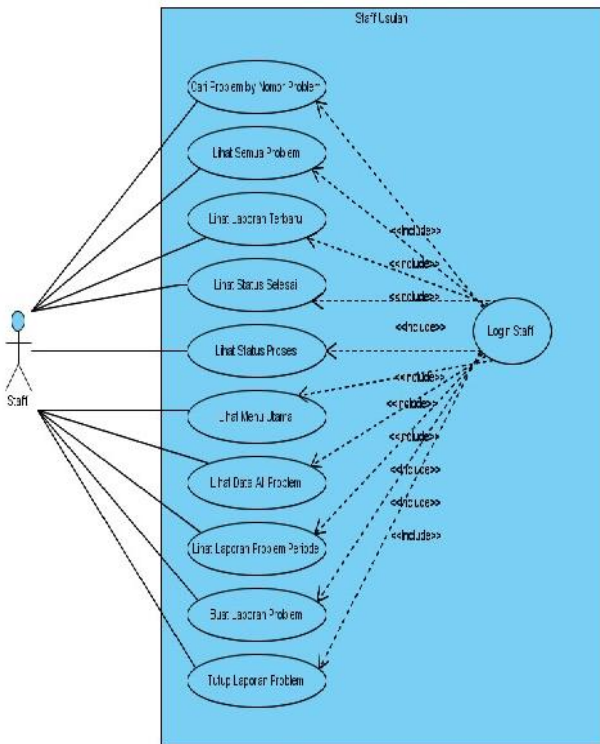 Staff Usulan
Cari Problem by Nomor Problem
Lihat Semua Problem
Lihat Laporan Terbaru
<<Include>>
<<Include>>
Lihat Status Selesai
<<Include>>
<<Include>>
Login Staff
Lihat Status Proses
Staff
<<Include>>
Lihat Menu Utama
<<Include>>
<<Include>>
Lihat Data All Problem
<<Include>>
<<Include>>
Lihat Laporan Problem Periode
<<Include>>
Buat Laporan Problem
Tutup Laporan Problem